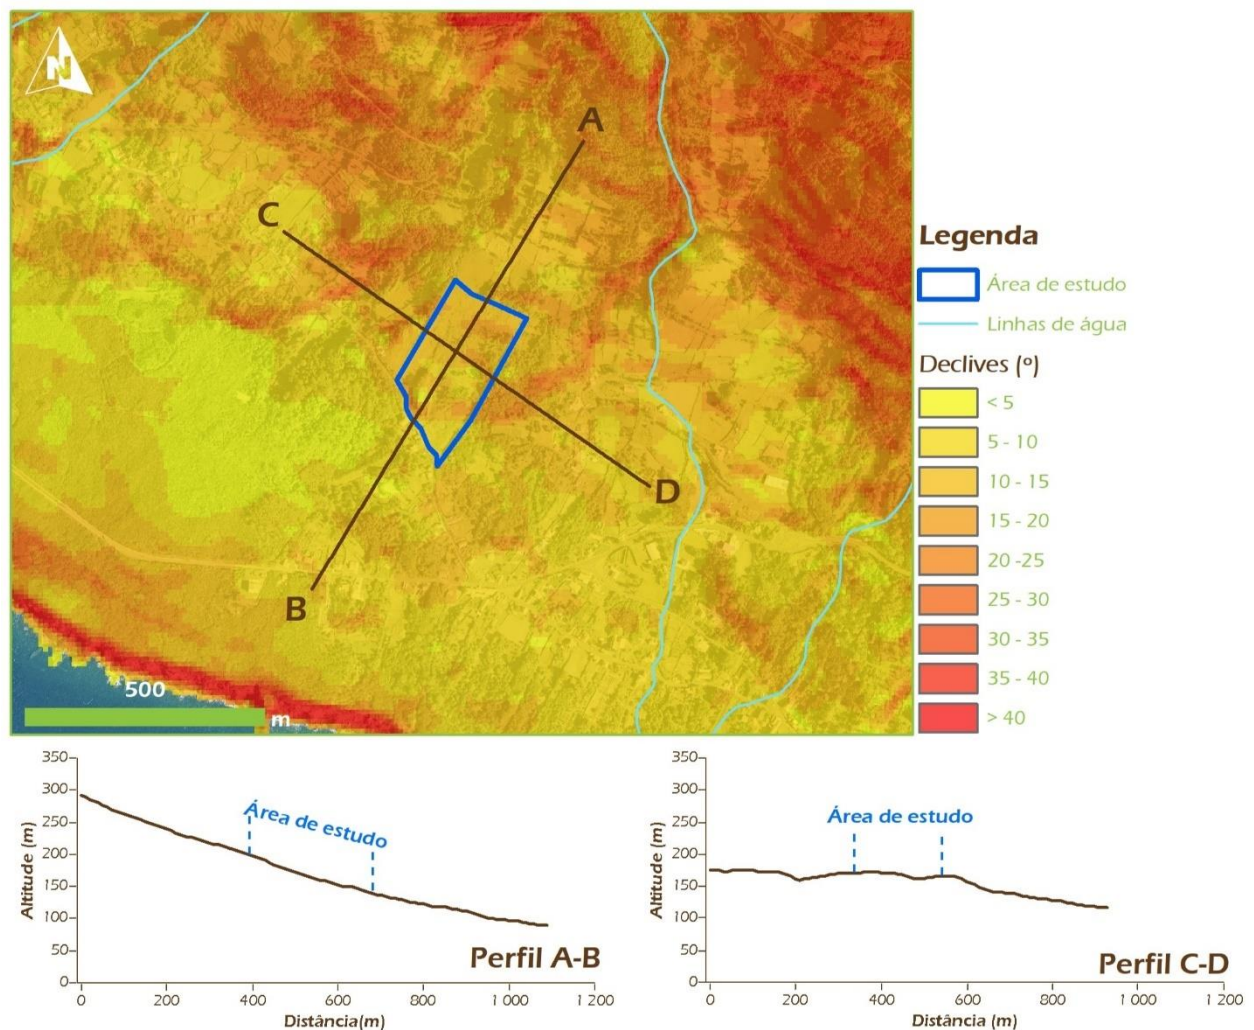 N
A
C
D
B
500
m
Legenda
Área de estudo
Linhas de água
Declives (º)
< 5
5 - 10
10 - 15
15 - 20
20 -25
25 - 30
30 - 35
35 - 40
> 40
350
300
250
200
150
100
50
0
Altitude (m)
Área de estudo
Perfil A-B
0 200 400 600 800 1 000 1 200
Distância(m)
350
300
250
200
150
100
50
0
Altitude (m)
Área de estudo
Perfil C-D
0 200 400 600 800 1 000 1 200
Distância (m)